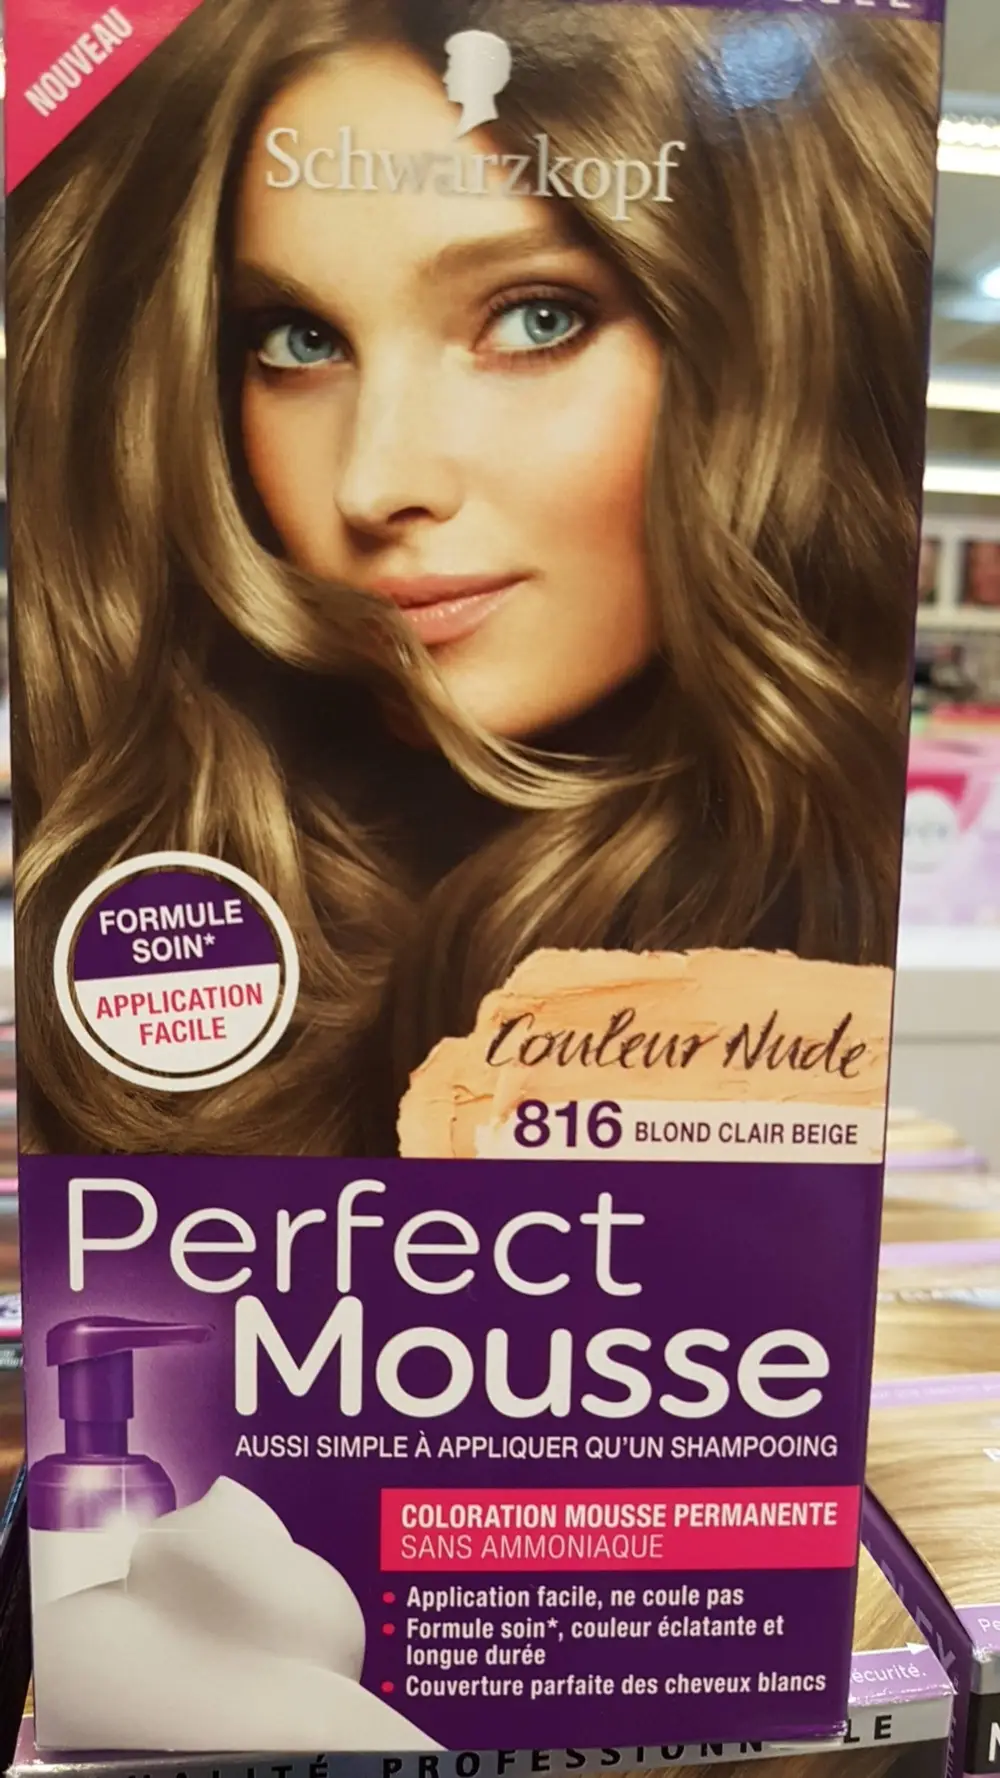 NOUVEAU
Schwarzkopf
FORMULE
SOIN*
APPLICATION
FACILE
Couleur Nude
816 BLOND CLAIR BEIGE
Perfect
Mousse
AUSSI SIMPLE À APPLIQUER QU'UN SHAMPOOING
COLORATION MOUSSE PERMANENTE
SANS AMMONIAQUE
• Application facile, ne coule pas
• Formule soin*, couleur éclatante et
longue durée
• Couverture parfaite des cheveux blancs
écurité.